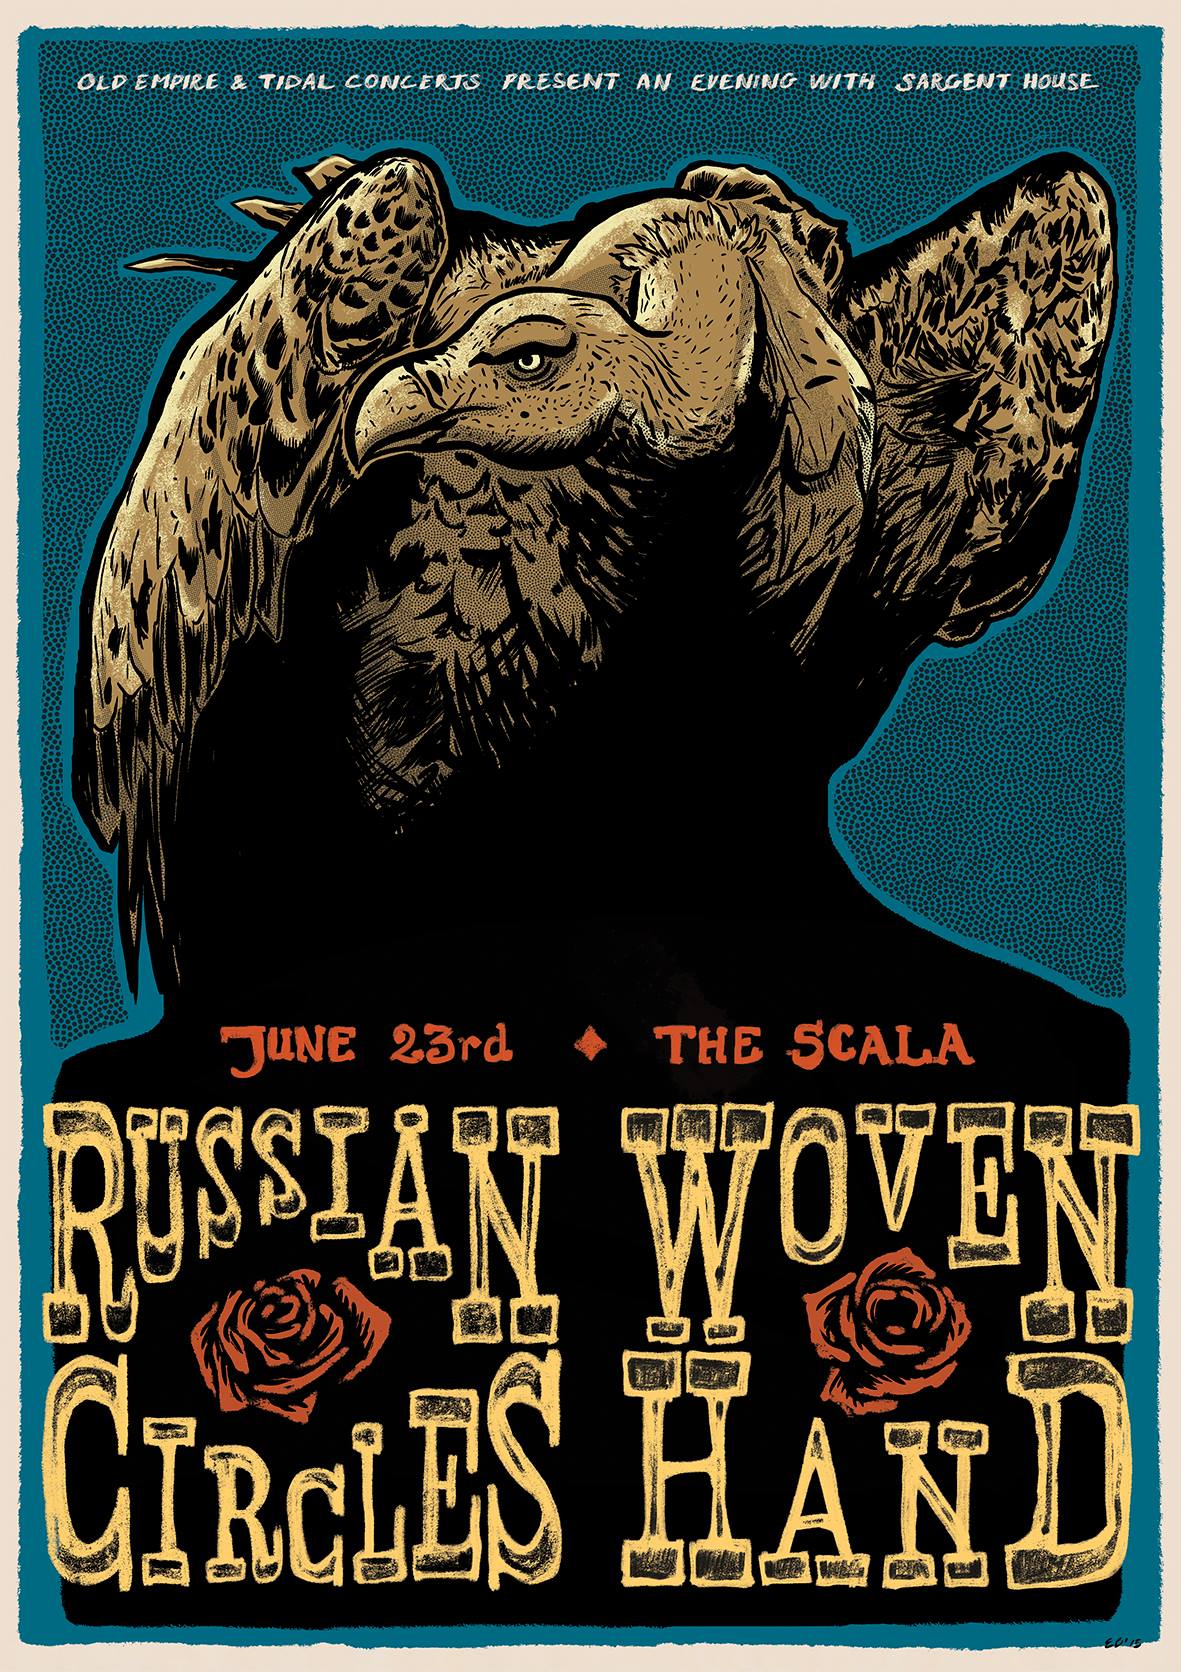 OLD EMPIRE & TIDAL CONCERTS PRESENT AN EVENING WITH SARGENT HOUSE
JUNE 23rd ♦ THE SCALA
RUSSIAN
CIRCLES
WOVEN
HAND